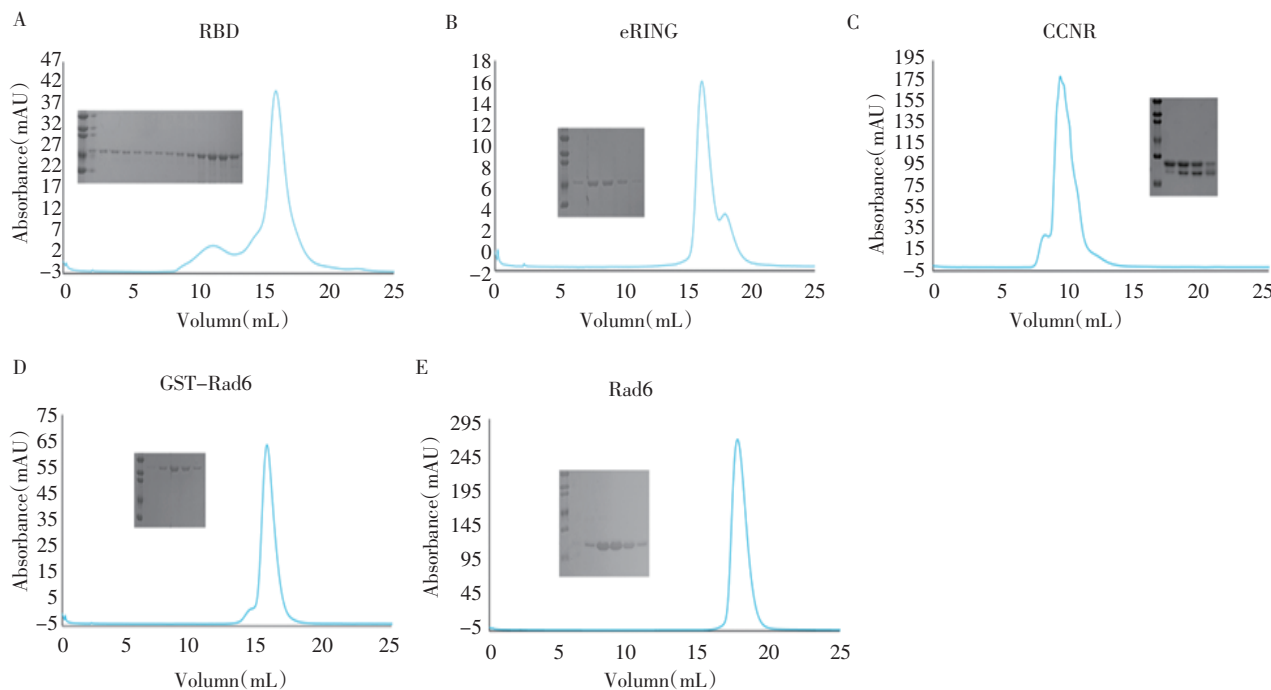 A
RBD
Absorbance(mAU)
47
42
37
32
27
22
17
12
7
2
−3
0 5 10 15 20 25
Volumn(mL)
B
eRING
Absorbance(mAU)
18
16
14
12
10
8
6
4
2
0
−2
0 5 10 15 20 25
Volumn(mL)
C
CCNR
Absorbance(mAU)
195
175
155
135
115
95
75
55
35
15
−5
0 5 10 15 20 25
Volumn(mL)
D
GST−Rad6
Absorbance(mAU)
75
65
55
45
35
25
15
5
−5
0 5 10 15 20 25
Volumn(mL)
E
Rad6
Absorbance(mAU)
295
245
195
145
95
45
−5
0 5 10 15 20 25
Volumn(mL)